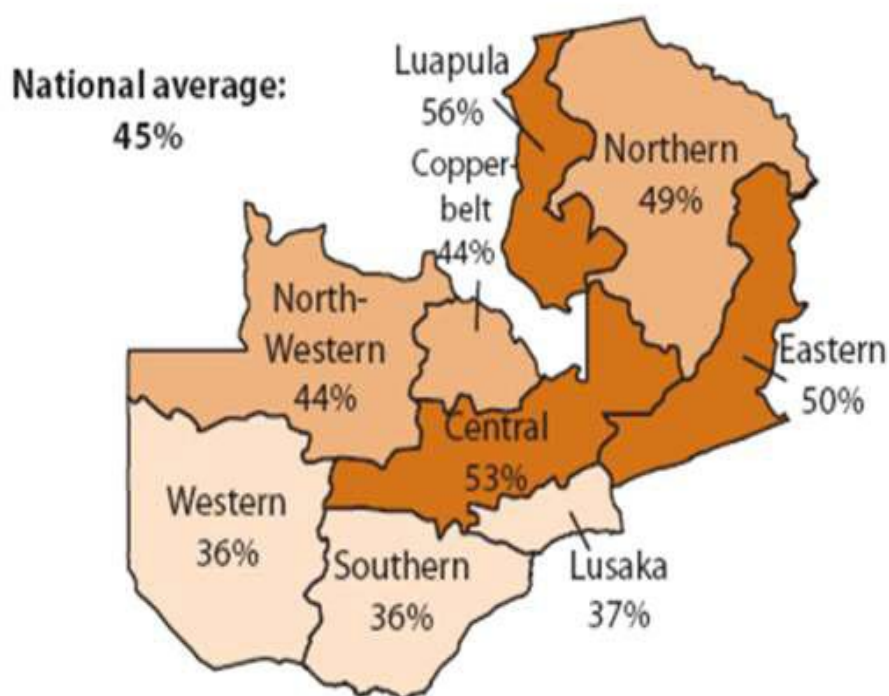 National average:
45%
Luapula
56%
Copper-
belt
44%
Northern
49%
North-
Western
44%
Eastern
50%
Central
53%
Western
36%
Southern
36%
Lusaka
37%